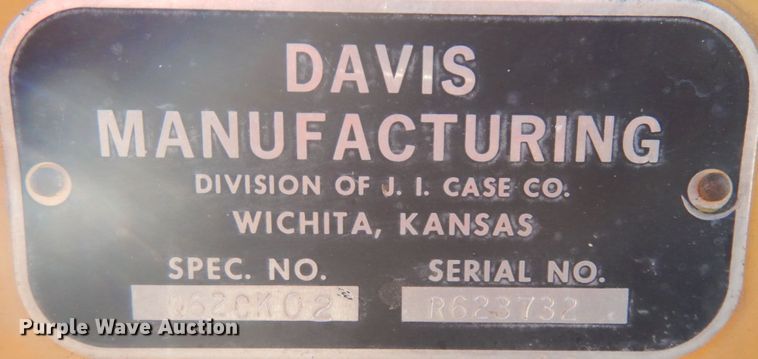 DAVIS
MANUFACTURING
DIVISION OF J. I. CASE CO.
WICHITA, KANSAS
SPEC. NO. SERIAL NO.
R623732
Purple Wave Auction